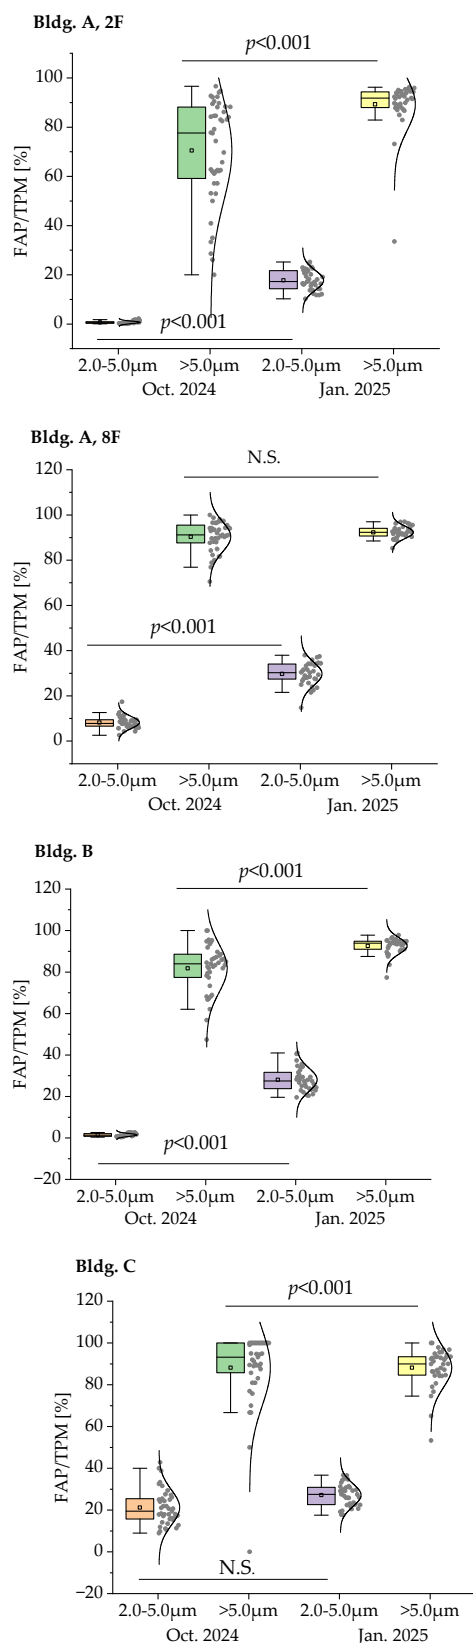 Bldg. A, 2F
p<0.001
100
80
60
40
20
0
FAP/TPM [%]
p<0.001
2.0-5.0µm >5.0µm 2.0-5.0µm >5.0µm
Oct. 2024 Jan. 2025
Bldg. A, 8F
120
N.S.
100
80
60
40
20
0
FAP/TPM [%]
p<0.001
2.0-5.0µm >5.0µm 2.0-5.0µm >5.0µm
Oct. 2024 Jan. 2025
Bldg. B
p<0.001
120
100
80
60
40
20
0
−20
FAP/TPM [%]
p<0.001
2.0-5.0µm >5.0µm 2.0-5.0µm >5.0µm
Oct. 2024 Jan. 2025
Bldg. C
p<0.001
120
100
80
60
40
20
0
−20
FAP/TPM [%]
N.S.
2.0-5.0µm >5.0µm 2.0-5.0µm >5.0µm
Oct. 2024 Jan. 2025